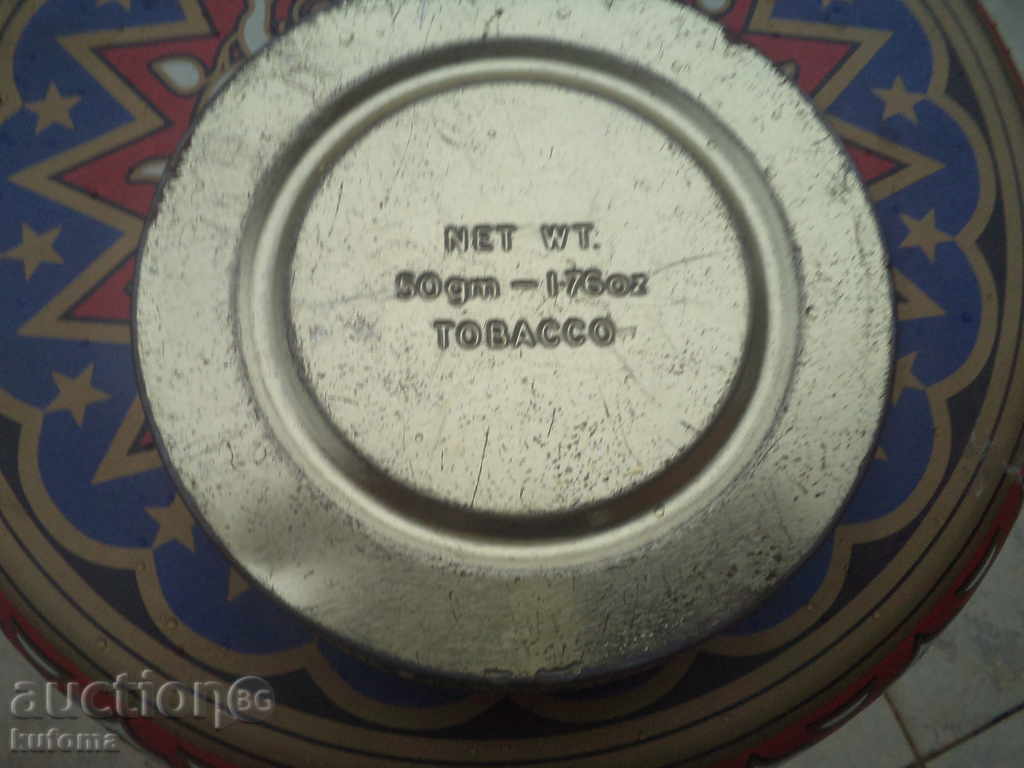 NET WT.
50gm – 1·76oz
TOBACCO
auction BG
kufoma